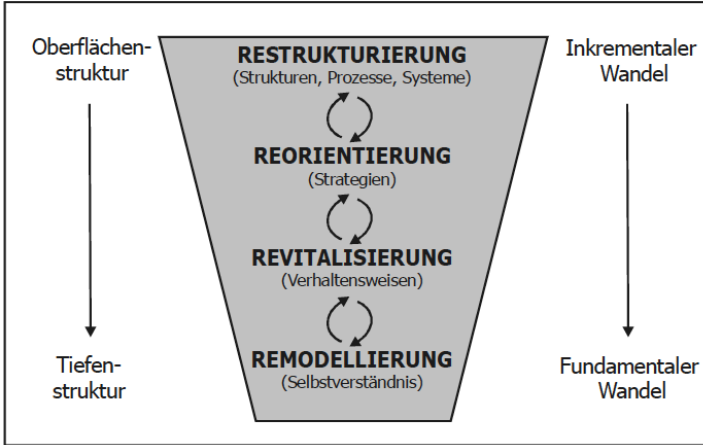 Oberflächen-
struktur
RESTRUKTURIERUNG
(Strukturen, Prozesse, Systeme)
Inkrementaler
Wandel
REORIENTIERUNG
(Strategien)
REVITALISIERUNG
(Verhaltensweisen)
Tiefen-
struktur
REMODELLIERUNG
(Selbstverständnis)
Fundamentaler
Wandel